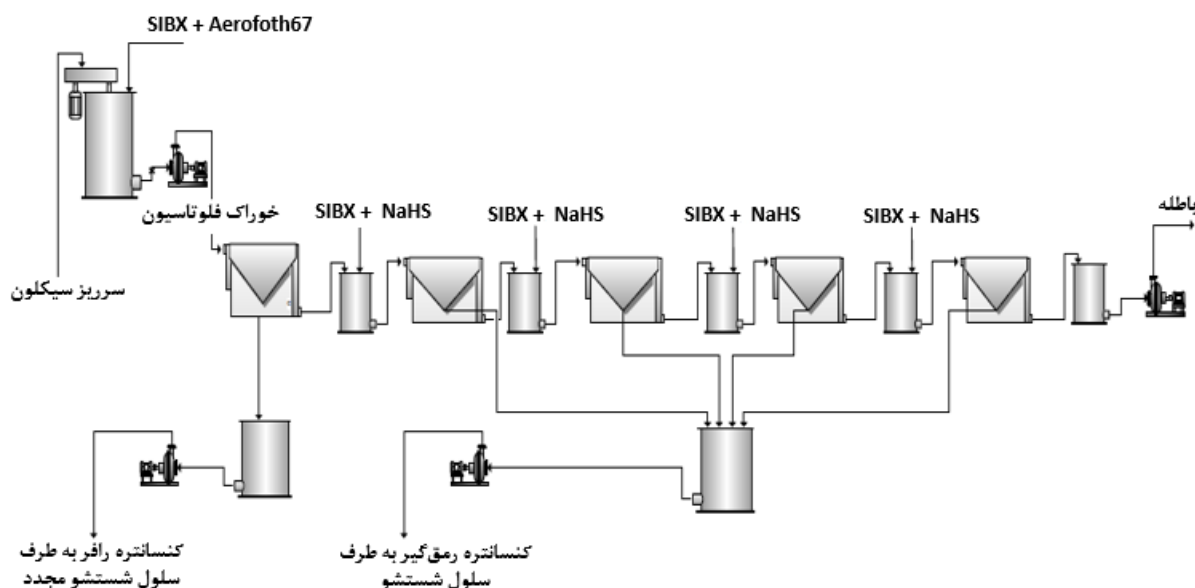 SIBX + Aerofoth67
خوراک فلوتاسیون
سرریز سیکلون
SIBX + NaHS
SIBX + NaHS
SIBX + NaHS
SIBX + NaHS
باطله
کنسانتره رافر به طرف
سلول شستشو مجدد
کنسانتره رمق‌گیر به طرف
سلول شستشو